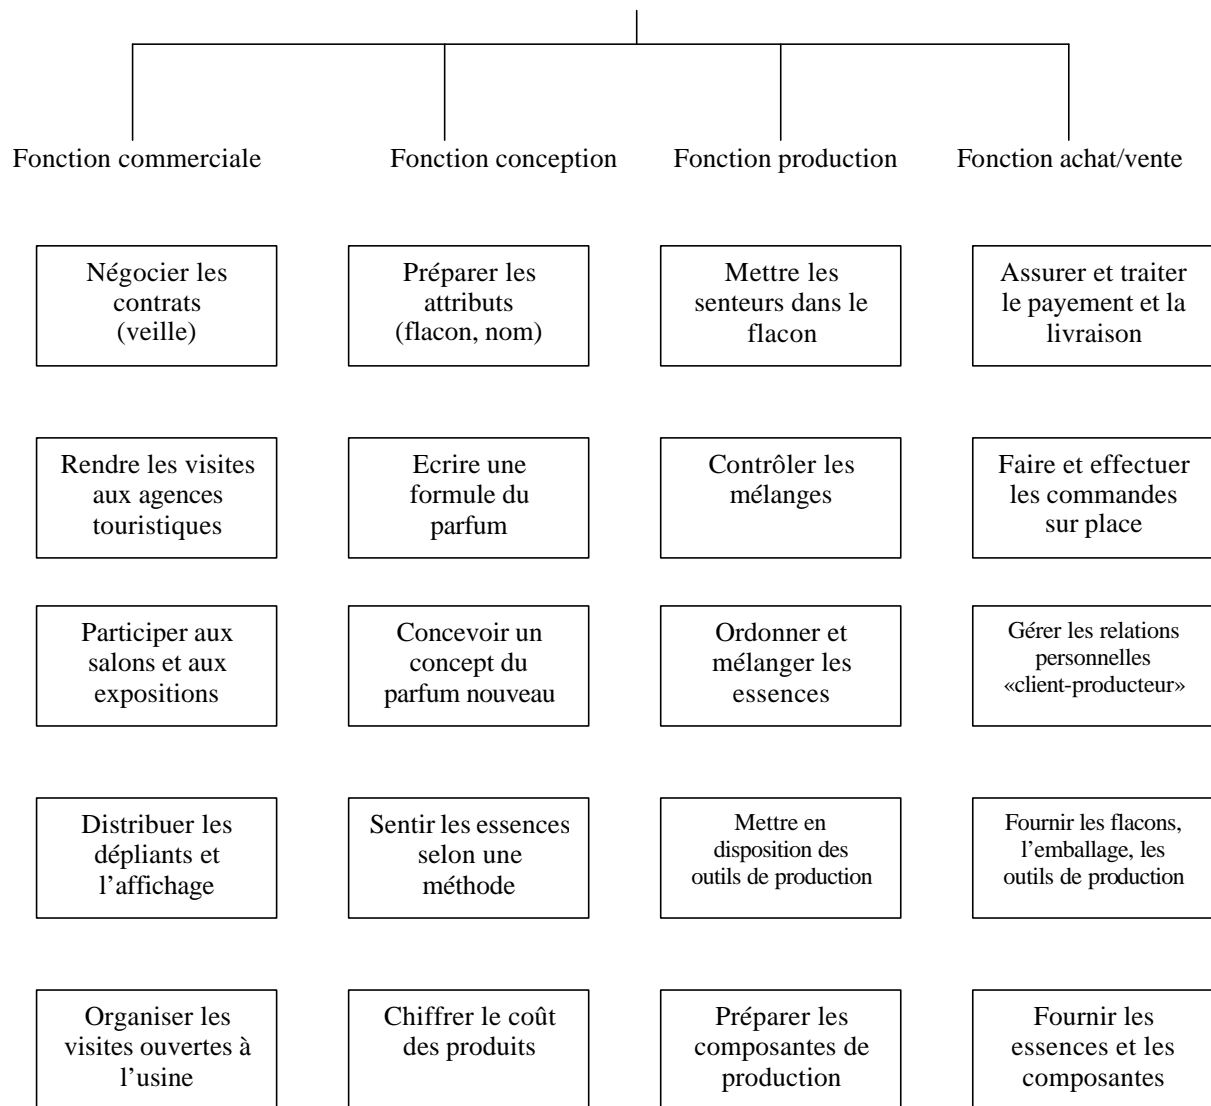 Fonction commerciale
Fonction conception
Fonction production
Fonction achat/vente
Négocier les
contrats
(veille)
Préparer les
attributs
(flacon, nom)
Mettre les
senteurs dans le
flacon
Assurer et traiter
le payement et la
livraison
Rendre les visites
aux agences
touristiques
Ecrire une
formule du
parfum
Contrôler les
mélanges
Faire et effectuer
les commandes
sur place
Participer aux
salons et aux
expositions
Concevoir un
concept du
parfum nouveau
Ordonner et
mélanger les
essences
Gérer les relations
personnelles
«client-producteur»
Distribuer les
dépliants et
l’affichage
Sentir les essences
selon une
méthode
Mettre en
disposition des
outils de production
Fournir les flacons,
l’emballage, les
outils de production
Organiser les
visites ouvertes à
l’usine
Chiffrer le coût
des produits
Préparer les
composantes de
production
Fournir les
essences et les
composantes